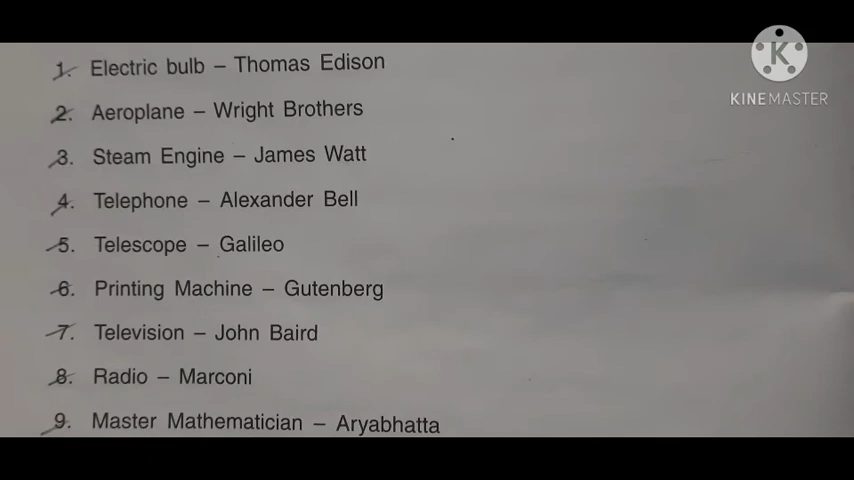 1. Electric bulb – Thomas Edison
2. Aeroplane – Wright Brothers
3. Steam Engine – James Watt
4. Telephone – Alexander Bell
5. Telescope – Galileo
6. Printing Machine – Gutenberg
7. Television – John Baird
8. Radio – Marconi
9. Master Mathematician – Aryabhatta
K
KINEMASTER